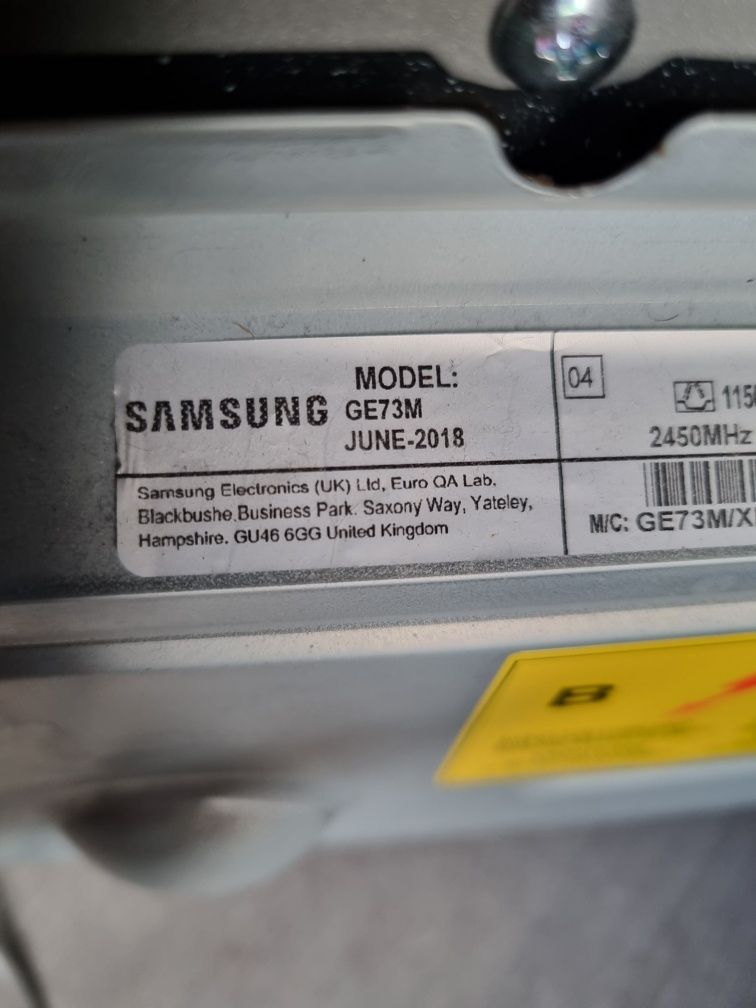 MODEL:
SAMSUNG GE73M
JUNE-2018
Samsung Electronics (UK) Ltd, Euro QA Lab.
Blackbushe.Business Park. Saxony Way, Yateley,
Hampshire. GU46 6GG United Kingdom
04
115
2450MHz
M/C: GE73M/X